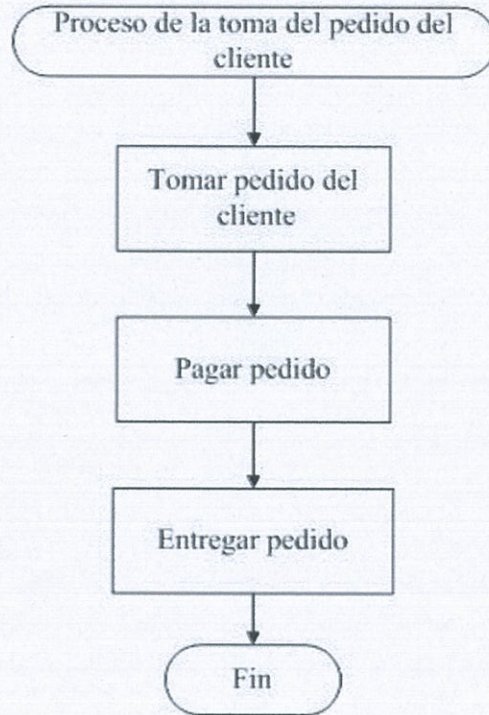 Proceso de la toma del pedido del
cliente
Tomar pedido del
cliente
Pagar pedido
Entregar pedido
Fin